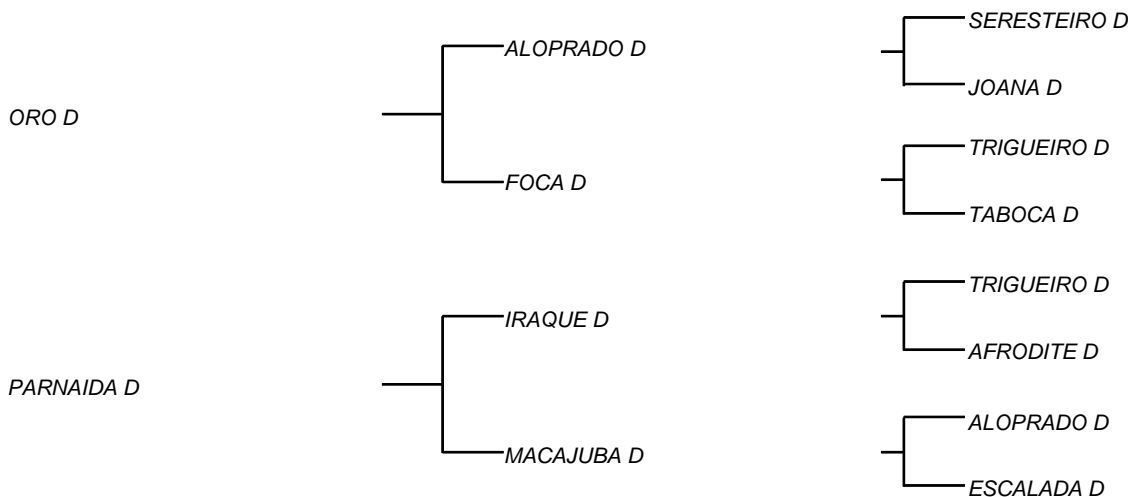 ORO D
ALOPRADO D
FOCA D
SERESTEIRO D
JOANA D
TRIGUEIRO D
TABOCA D
PARNAIDA D
IRAQUE D
MACAJUBA D
TRIGUEIRO D
AFRODITE D
ALOPRADO D
ESCALADA D